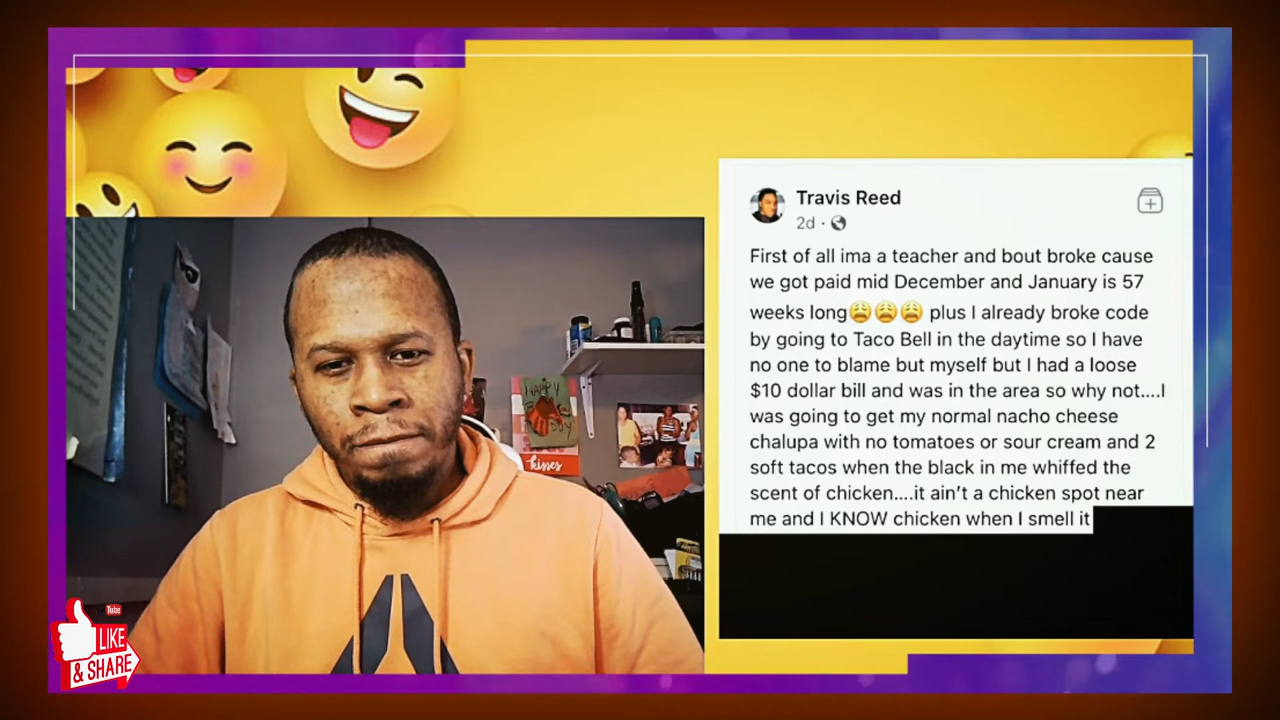 Travis Reed
2d ·
First of all ima a teacher and bout broke cause
we got paid mid December and January is 57
weeks long😩😩😩 plus I already broke code
by going to Taco Bell in the daytime so I have
no one to blame but myself but I had a loose
$10 dollar bill and was in the area so why not....I
was going to get my normal nacho cheese
chalupa with no tomatoes or sour cream and 2
soft tacos when the black in me whiffed the
scent of chicken....it ain't a chicken spot near
me and I KNOW chicken when I smell it
HAPPY
kisses
Tube
LIKE
& SHARE